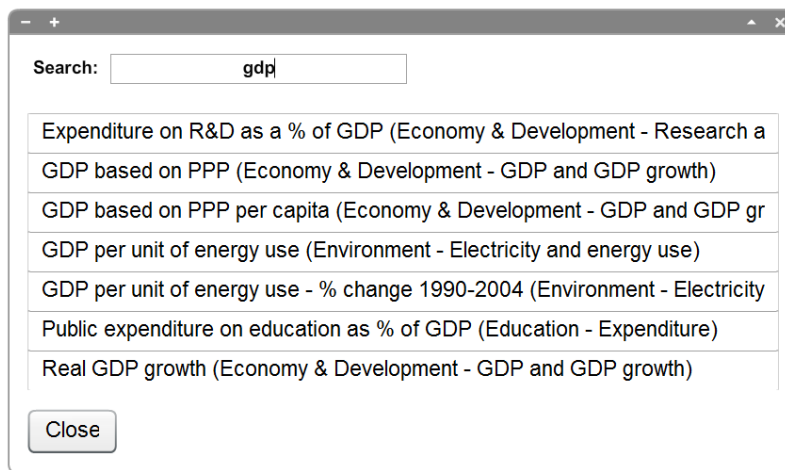 Search: gdp
Expenditure on R&D as a % of GDP (Economy & Development - Research a
GDP based on PPP (Economy & Development - GDP and GDP growth)
GDP based on PPP per capita (Economy & Development - GDP and GDP gr
GDP per unit of energy use (Environment - Electricity and energy use)
GDP per unit of energy use - % change 1990-2004 (Environment - Electricity
Public expenditure on education as % of GDP (Education - Expenditure)
Real GDP growth (Economy & Development - GDP and GDP growth)
Close